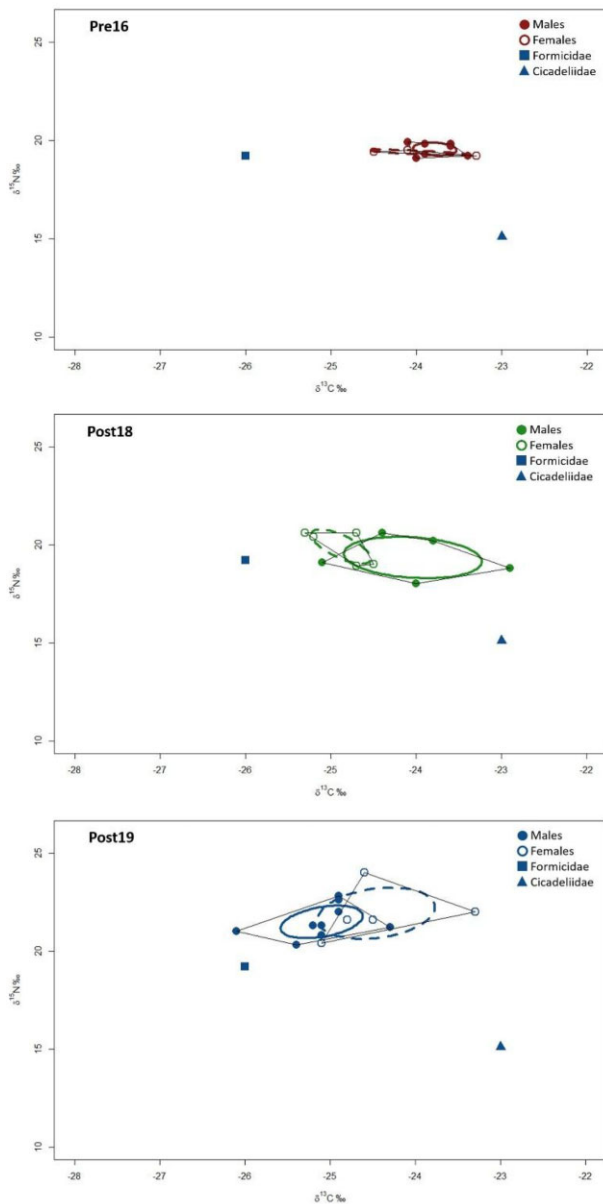 Pre16
Males
Females
Formicidae
Cicadeliidae
25
20
15
10
δ¹⁵N‰
-28
-27
-26
-25
-24
-23
-22
δ¹³C ‰
Post18
Males
Females
Formicidae
Cicadeliidae
25
20
15
10
δ¹⁵N‰
-28
-27
-26
-25
-24
-23
-22
δ¹³C ‰
Post19
Males
Females
Formicidae
Cicadeliidae
25
20
15
10
δ¹⁵N‰
-28
-27
-26
-25
-24
-23
-22
δ¹³C ‰